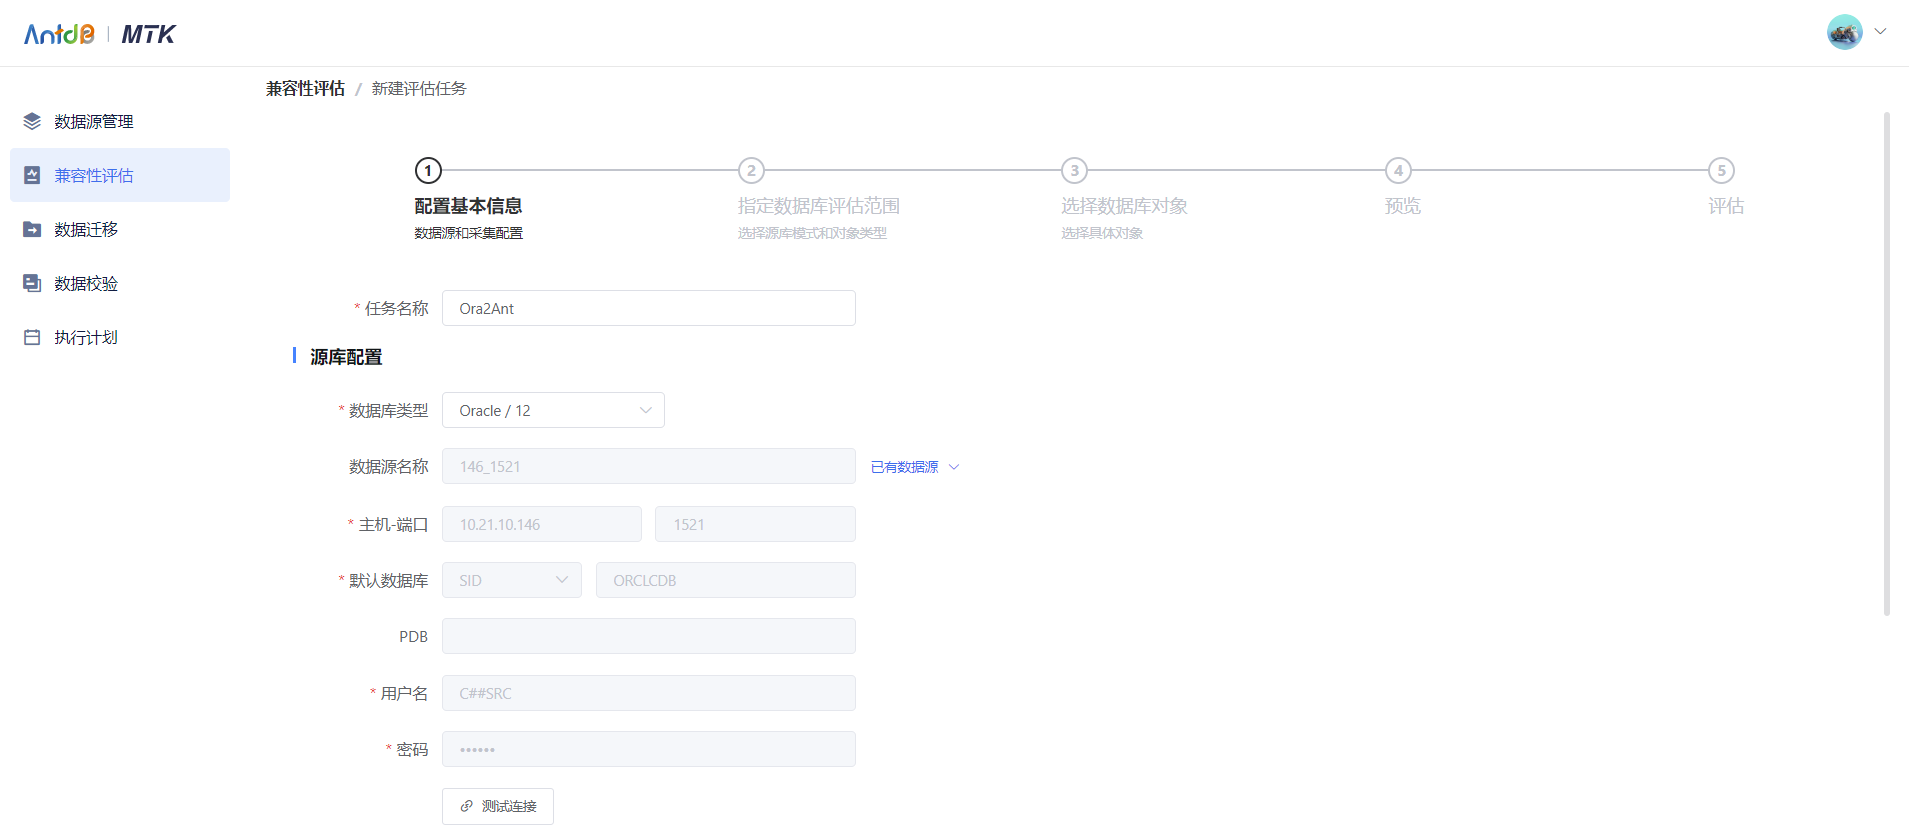 AntDB | MTK
兼容性评估 / 新建评估任务
数据源管理
兼容性评估
数据迁移
数据校验
执行计划
1 2 3 4 5
配置基本信息 指定数据库评估范围 选择数据库对象 预览 评估
数据源和采集配置 选择源库模式和对象类型 选择具体对象
* 任务名称 Ora2Ant
源库配置
* 数据库类型 Oracle / 12
数据源名称 146_1521 已有数据源
* 主机-端口 10.21.10.146 1521
* 默认数据库 SID ORCLCDB
PDB
* 用户名 C##SRC
* 密码 ••••••
测试连接